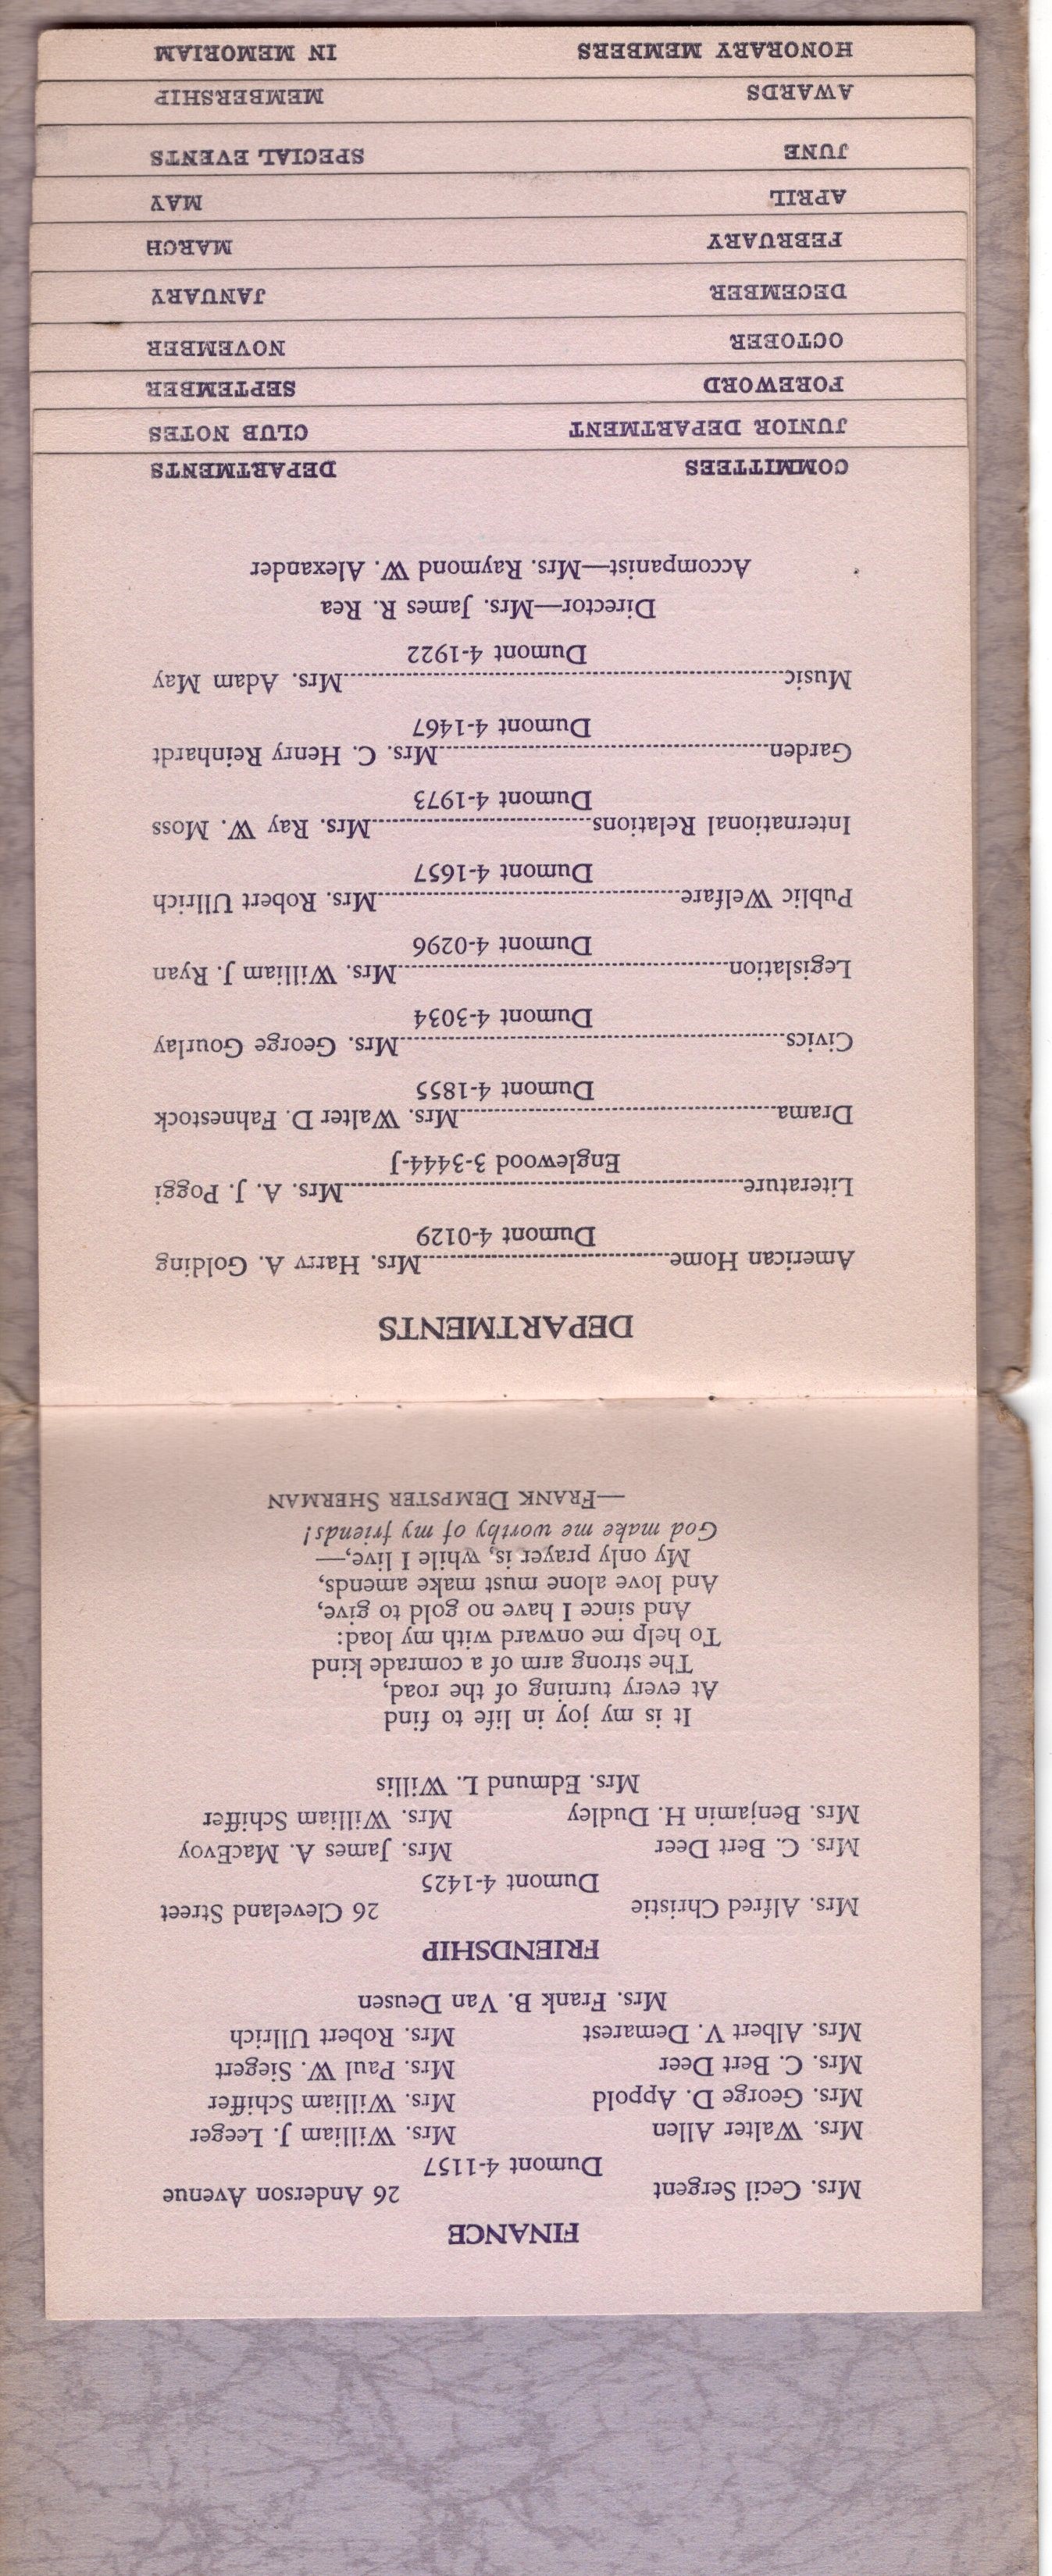 FINANCE
Mrs. Cecil Sergent 26 Anderson Avenue
Dumont 4-1157
Mrs. Walter Allen Mrs. William J. Leeger
Mrs. George D. Appold Mrs. William Schiffer
Mrs. C. Bert Deer Mrs. Paul W. Siegert
Mrs. Albert V. Demarest Mrs. Robert Ullrich
Mrs. Frank B. Van Deusen
FRIENDSHIP
Mrs. Alfred Christie 26 Cleveland Street
Dumont 4-1425
Mrs. C. Bert Deer Mrs. James A. MacEvoy
Mrs. Benjamin H. Dudley Mrs. William Schiffer
Mrs. Edmund L. Willis
It is my joy in life to find
At every turning of the road,
The strong arm of a comrade kind
To help me onward with my load:
And since I have no gold to give,
And love alone must make amends,
My only prayer is, while I live,—
God make me worthy of my friends!
—FRANK DEMPSTER SHERMAN
DEPARTMENTS
American Home Mrs. Harry A. Golding
Dumont 4-0129
Literature Mrs. A. J. Poggi
Englewood 3-3444-J
Drama Mrs. Walter D. Fahnestock
Dumont 4-1855
Civics Mrs. George Gourlay
Dumont 4-3034
Legislation Mrs. William J. Ryan
Dumont 4-0296
Public Welfare Mrs. Robert Ullrich
Dumont 4-1657
International Relations Mrs. Ray W. Moss
Dumont 4-1973
Garden Mrs. C. Henry Reinhardt
Dumont 4-1467
Music Mrs. Adam May
Dumont 4-1922
Director—Mrs. James R. Rea
Accompanist—Mrs. Raymond W. Alexander
COMMITTEES DEPARTMENTS
JUNIOR DEPARTMENT CLUB NOTES
FOREWORD SEPTEMBER
OCTOBER NOVEMBER
DECEMBER JANUARY
FEBRUARY MARCH
APRIL MAY
JUNE SPECIAL EVENTS
AWARDS MEMBERSHIP
HONORARY MEMBERS IN MEMORIAM